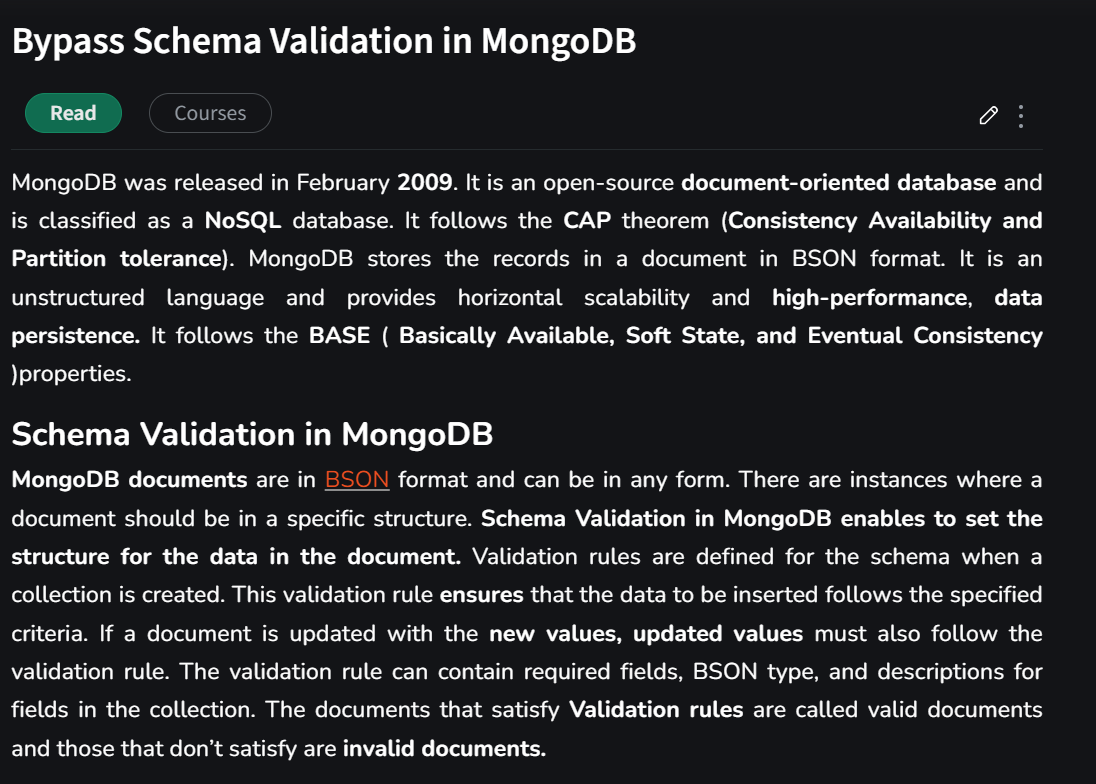 Bypass Schema Validation in MongoDB
Read
Courses
MongoDB was released in February 2009. It is an open-source document-oriented database and
is classified as a NoSQL database. It follows the CAP theorem (Consistency Availability and
Partition tolerance). MongoDB stores the records in a document in BSON format. It is an
unstructured language and provides horizontal scalability and high-performance, data
persistence. It follows the BASE ( Basically Available, Soft State, and Eventual Consistency
)properties.
Schema Validation in MongoDB
MongoDB documents are in BSON format and can be in any form. There are instances where a
document should be in a specific structure. Schema Validation in MongoDB enables to set the
structure for the data in the document. Validation rules are defined for the schema when a
collection is created. This validation rule ensures that the data to be inserted follows the specified
criteria. If a document is updated with the new values, updated values must also follow the
validation rule. The validation rule can contain required fields, BSON type, and descriptions for
fields in the collection. The documents that satisfy Validation rules are called valid documents
and those that don’t satisfy are invalid documents.